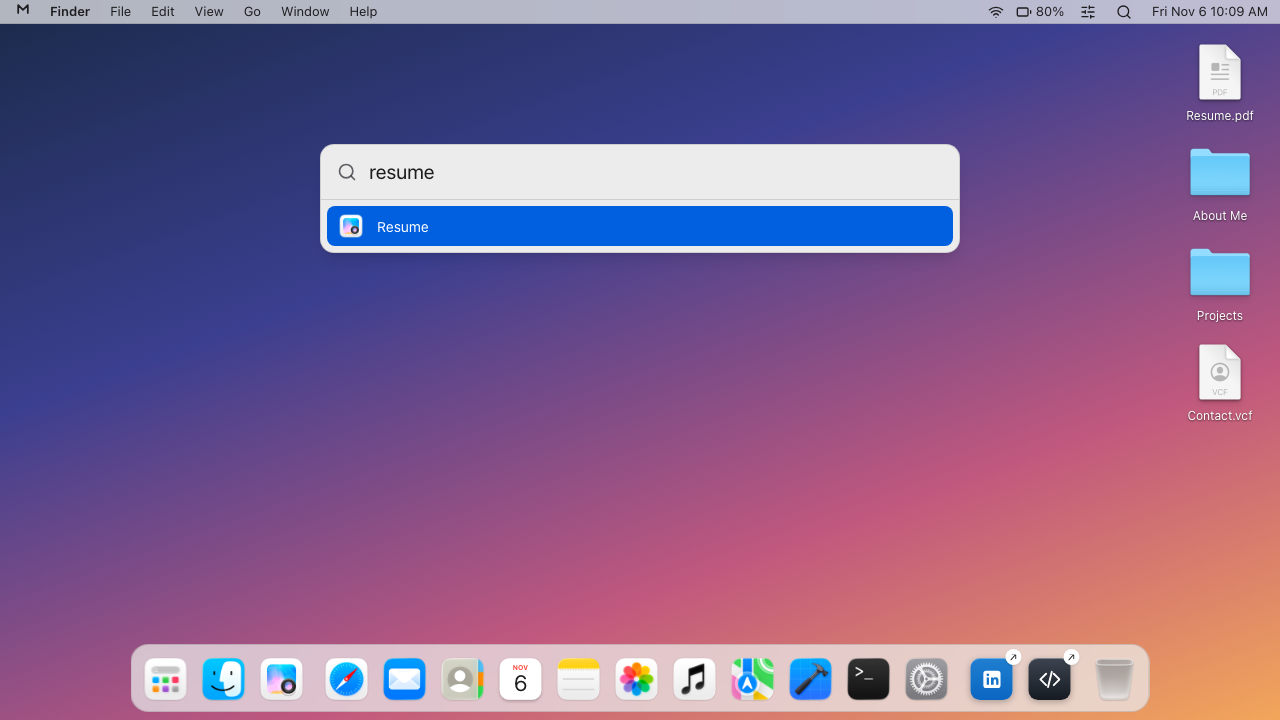 Finder File Edit View Go Window Help 80% Fri Nov 6 10:09 AM
PDF
Resume.pdf
resume
Resume
About Me
Projects
VCF
Contact.vcf
NOV
6
>_
in
</>